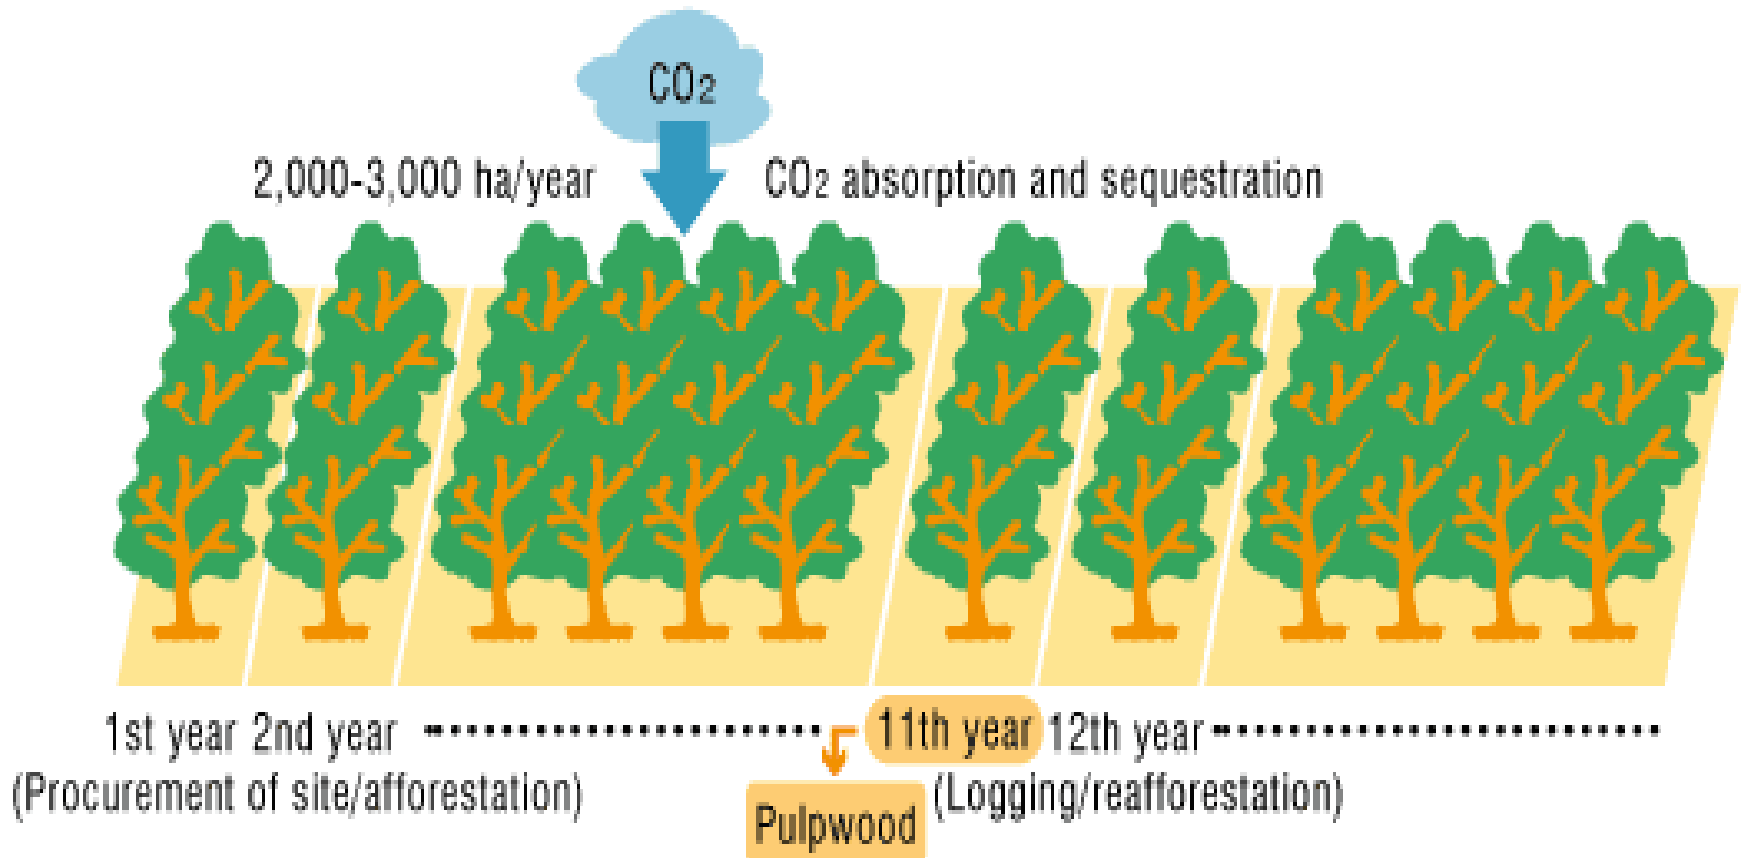 CO₂
2,000-3,000 ha/year
CO₂ absorption and sequestration
1st year 2nd year 11th year 12th year
(Procurement of site/afforestation)
(Logging/reafforestation)
Pulpwood